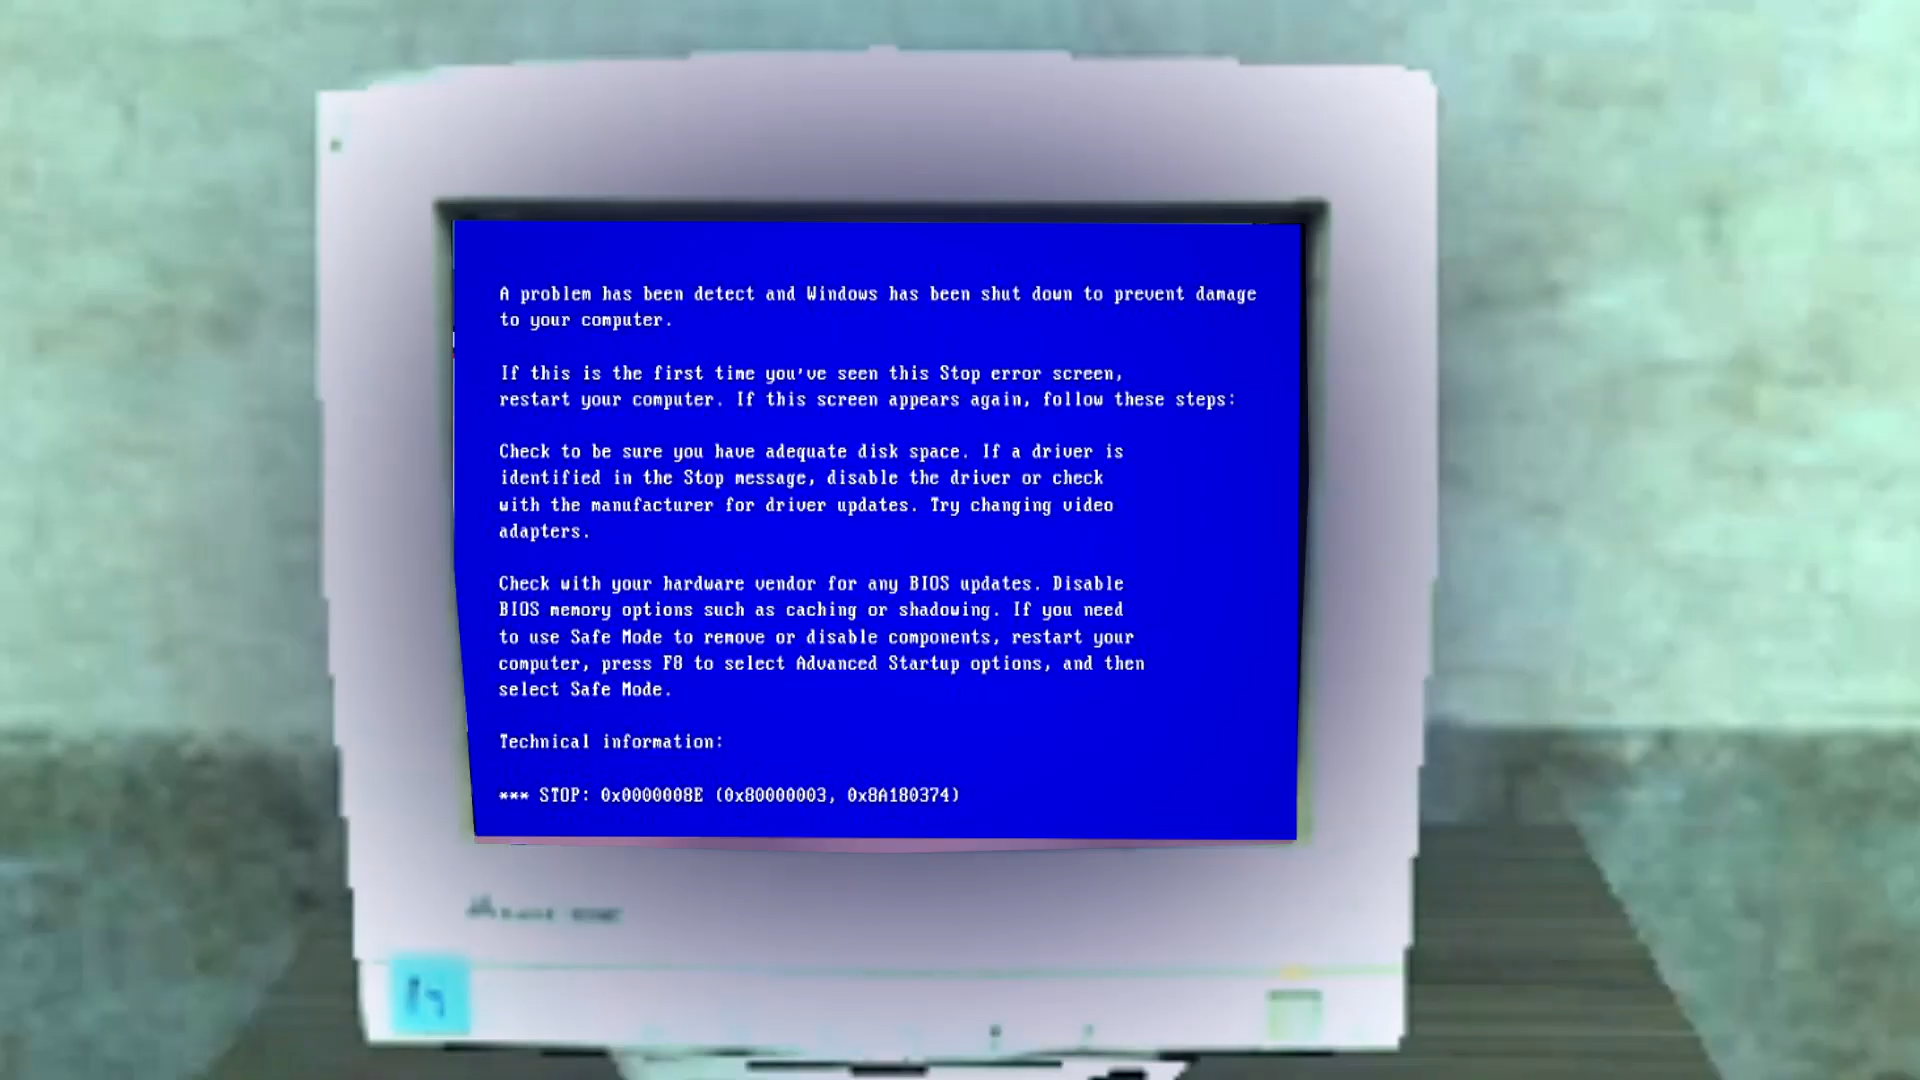 A problem has been detect and Windows has been shut down to prevent damage
to your computer.
If this is the first time you've seen this Stop error screen,
restart your computer. If this screen appears again, follow these steps:
Check to be sure you have adequate disk space. If a driver is
identified in the Stop message, disable the driver or check
with the manufacturer for driver updates. Try changing video
adapters.
Check with your hardware vendor for any BIOS updates. Disable
BIOS memory options such as caching or shadowing. If you need
to use Safe Mode to remove or disable components, restart your
computer, press F8 to select Advanced Startup options, and then
select Safe Mode.
Technical information:
*** STOP: 0x0000008E (0x80000003, 0x8A180374)